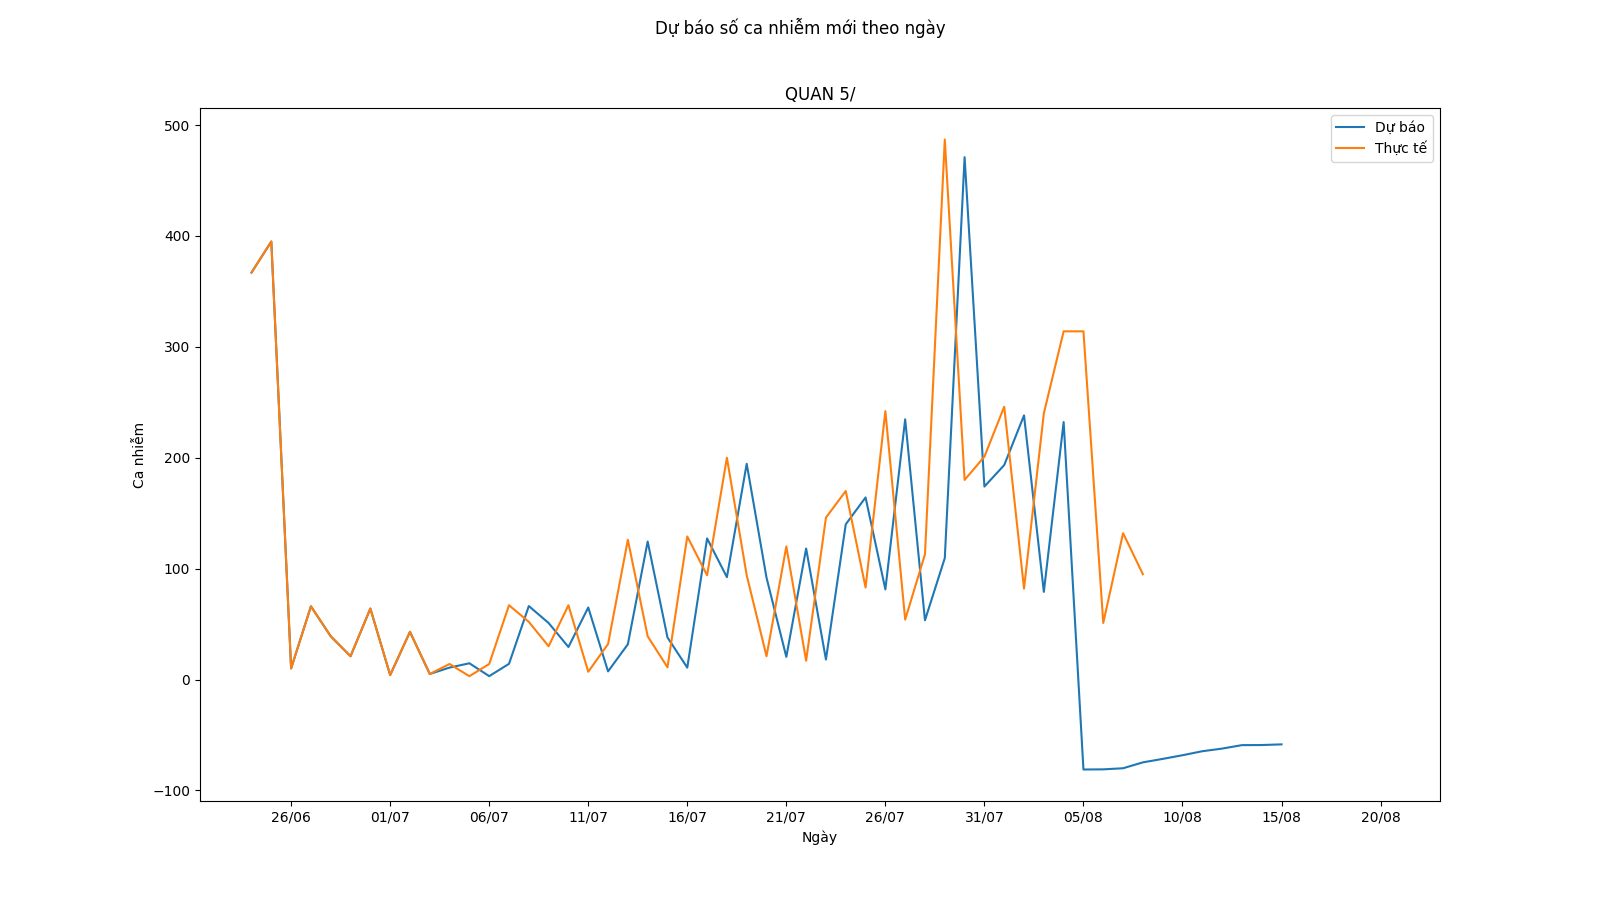 Dự báo số ca nhiễm mới theo ngày
QUAN 5/
Dự báo
Thực tế
500
400
300
200
100
0
−100
Ca nhiễm
26/06 01/07 06/07 11/07 16/07 21/07 26/07 31/07 05/08 10/08 15/08 20/08
Ngày